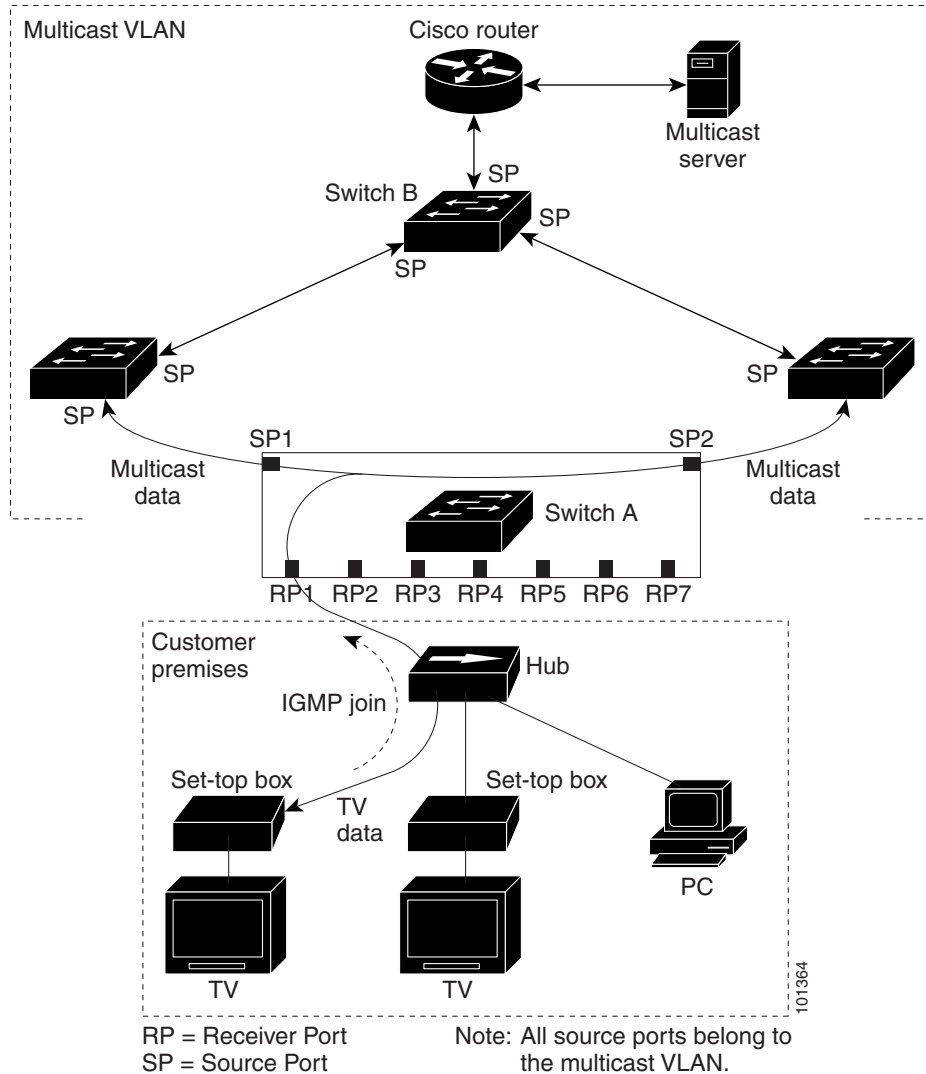 Multicast VLAN
Cisco router
Multicast
server
SP
Switch B
SP
SP
SP
SP
SP
SP1
SP2
Multicast
data
Multicast
data
Switch A
RP1 RP2 RP3 RP4 RP5 RP6 RP7
Customer
premises
Hub
IGMP join
Set-top box
Set-top box
TV
data
PC
TV
TV
101364
RP = Receiver Port
SP = Source Port
Note: All source ports belong to
the multicast VLAN.